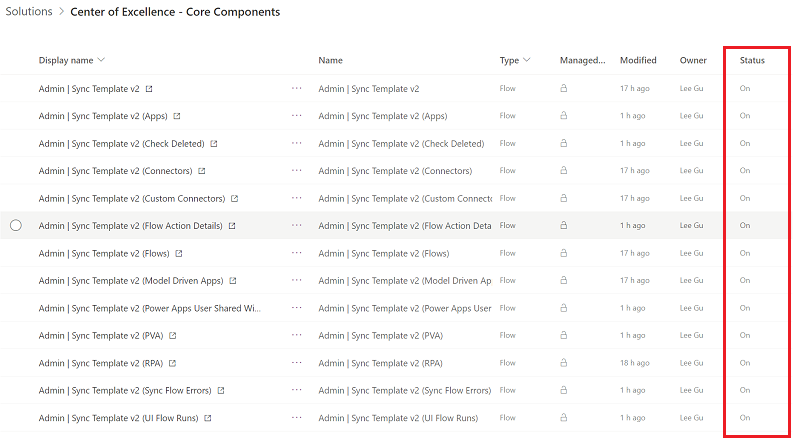 Solutions > Center of Excellence - Core Components
Display name Name Type Managed... Modified Owner Status
Admin | Sync Template v2 ... Admin | Sync Template v2 Flow 17 h ago Lee Gu On
Admin | Sync Template v2 (Apps) ... Admin | Sync Template v2 (Apps) Flow 1 h ago Lee Gu On
Admin | Sync Template v2 (Check Deleted) ... Admin | Sync Template v2 (Check Deleted) Flow 1 h ago Lee Gu On
Admin | Sync Template v2 (Connectors) ... Admin | Sync Template v2 (Connectors) Flow 17 h ago Lee Gu On
Admin | Sync Template v2 (Custom Connectors) ... Admin | Sync Template v2 (Custom Connecto Flow 17 h ago Lee Gu On
Admin | Sync Template v2 (Flow Action Details) ... Admin | Sync Template v2 (Flow Action Deta Flow 1 h ago Lee Gu On
Admin | Sync Template v2 (Flows) ... Admin | Sync Template v2 (Flows) Flow 17 h ago Lee Gu On
Admin | Sync Template v2 (Model Driven Apps) ... Admin | Sync Template v2 (Model Driven Ap Flow 17 h ago Lee Gu On
Admin | Sync Template v2 (Power Apps User Shared Wi... ... Admin | Sync Template v2 (Power Apps User Flow 1 h ago Lee Gu On
Admin | Sync Template v2 (PVA) ... Admin | Sync Template v2 (PVA) Flow 1 h ago Lee Gu On
Admin | Sync Template v2 (RPA) ... Admin | Sync Template v2 (RPA) Flow 18 h ago Lee Gu On
Admin | Sync Template v2 (Sync Flow Errors) ... Admin | Sync Template v2 (Sync Flow Errors) Flow 1 h ago Lee Gu On
Admin | Sync Template v2 (UI Flow Runs) ... Admin | Sync Template v2 (UI Flow Runs) Flow 1 h ago Lee Gu On